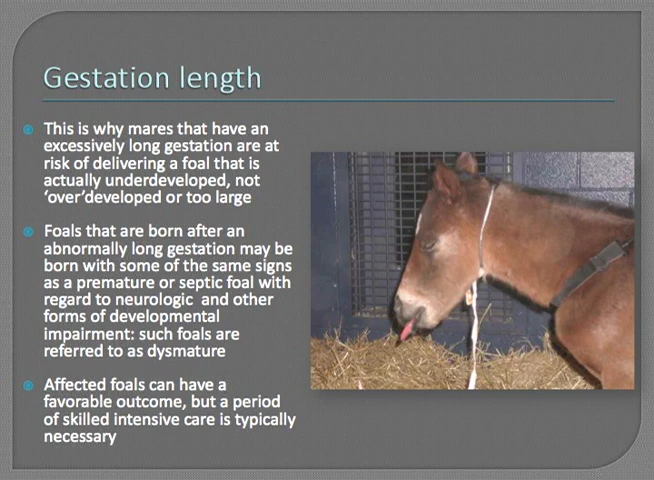 Gestation length
This is why mares that have an
excessively long gestation are at
risk of delivering a foal that is
actually underdeveloped, not
‘over’developed or too large
Foals that are born after an
abnormally long gestation may be
born with some of the same signs
as a premature or septic foal with
regard to neurologic and other
forms of developmental
impairment: such foals are
referred to as dysmature
Affected foals can have a
favorable outcome, but a period
of skilled intensive care is typically
necessary